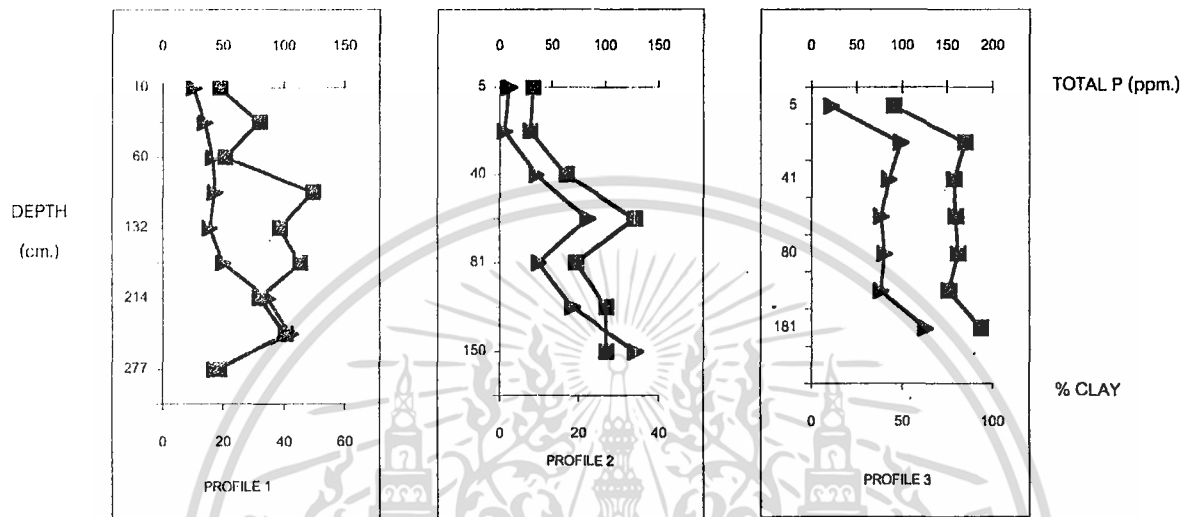 0 50 100 150
0 50 100 150
0 50 100 150 200
TOTAL P (ppm.)
DEPTH
(cm.)
10
60
132
214
277
5
40
81
150
5
41
80
181
% CLAY
0 20 40 60
0 20 40
0 50 100
PROFILE 1
PROFILE 2
PROFILE 3